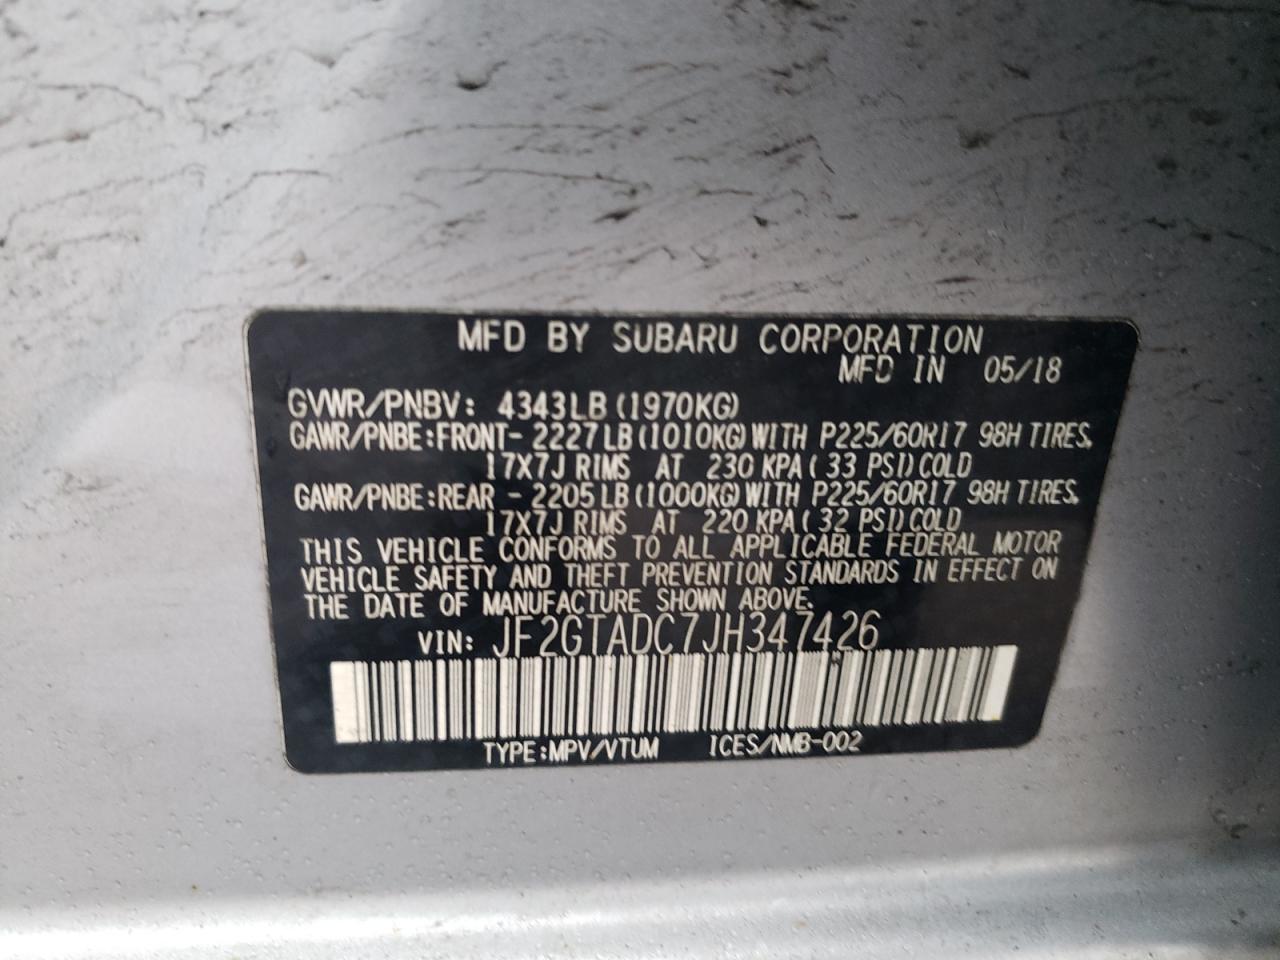 MFD BY SUBARU CORPORATION
MFD IN 05/18
GVWR/PNBV: 4343LB (1970KG)
GAWR/PNBE:FRONT- 2227LB (1010KG) WITH P225/60R17 98H TIRES,
17X7J RIMS AT 230 KPA ( 33 PSI) COLD
GAWR/PNBE:REAR - 2205LB (1000KG) WITH P225/60R17 98H TIRES,
17X7J RIMS AT 220 KPA ( 32 PSI) COLD
THIS VEHICLE CONFORMS TO ALL APPLICABLE FEDERAL MOTOR
VEHICLE SAFETY AND THEFT PREVENTION STANDARDS IN EFFECT ON
THE DATE OF MANUFACTURE SHOWN ABOVE.
VIN: JF2GTADC7JH347426
TYPE:MPV/VTUM ICES/NMB-002